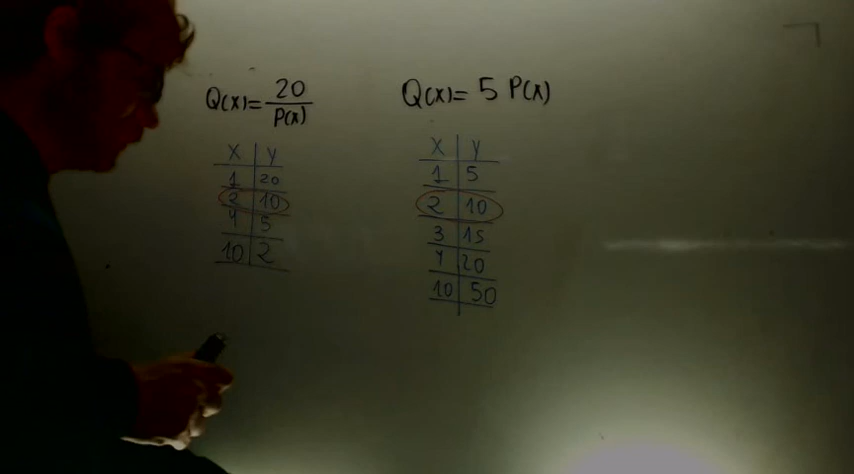 Q(x)= 20/P(x)
x y
1 20
2 10
4 5
10 2
Q(x)= 5 P(x)
x y
1 5
2 10
3 15
4 20
10 50